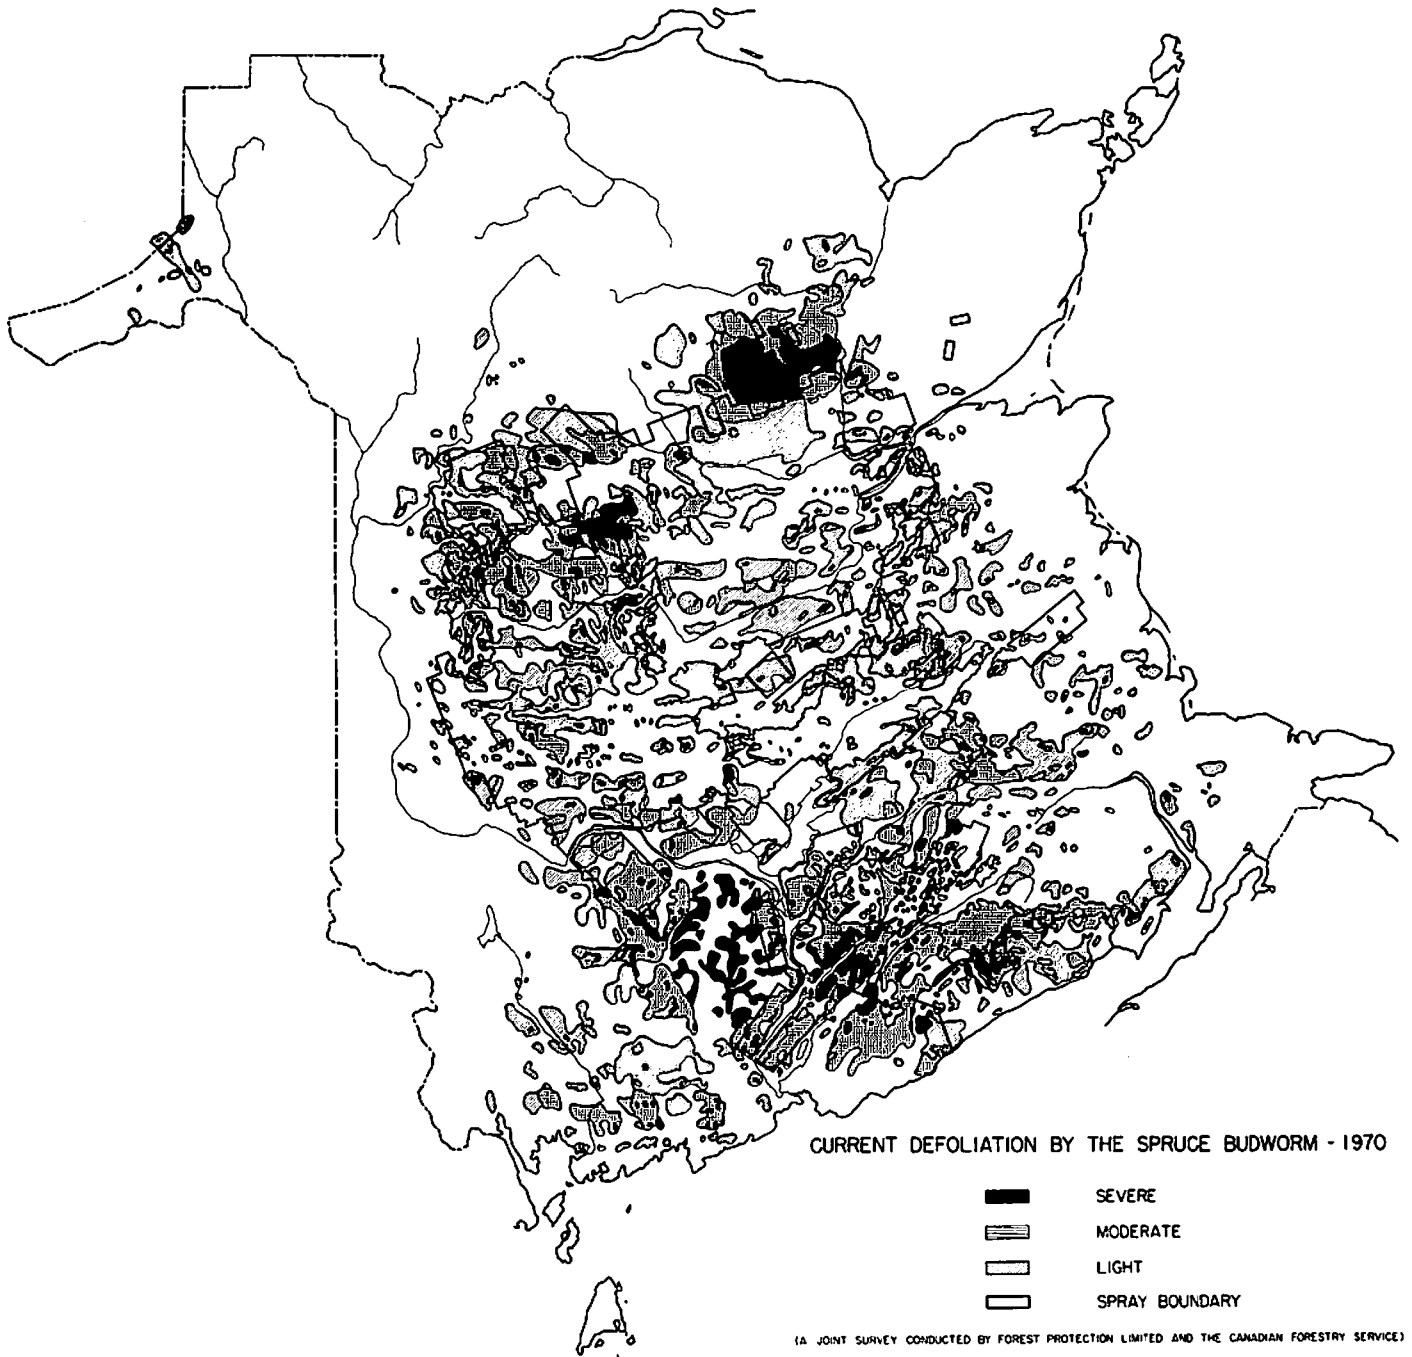 CURRENT DEFOLIATION BY THE SPRUCE BUDWORM - 1970
SEVERE
MODERATE
LIGHT
SPRAY BOUNDARY
(A JOINT SURVEY CONDUCTED BY FOREST PROTECTION LIMITED AND THE CANADIAN FORESTRY SERVICE)